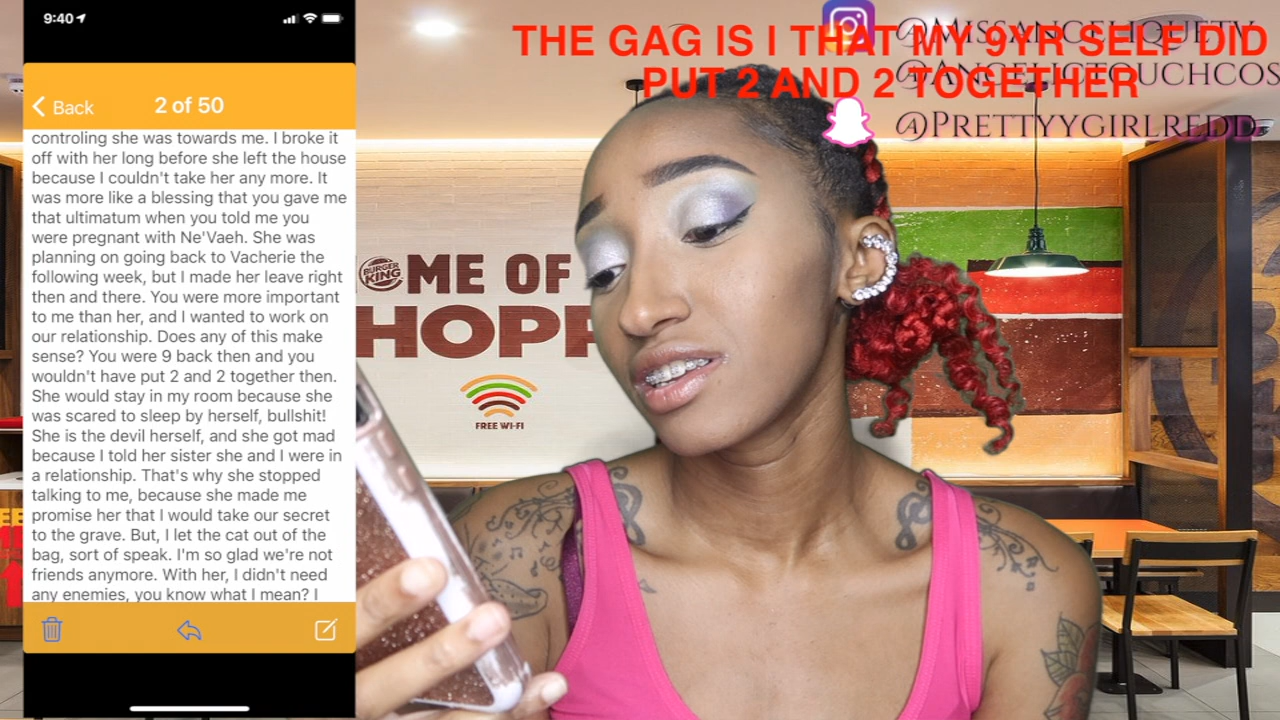 9:40
Back
2 of 50
controling she was towards me. I broke it
off with her long before she left the house
because I couldn't take her any more. It
was more like a blessing that you gave me
that ultimatum when you told me you
were pregnant with Ne'Vaeh. She was
planning on going back to Vacherie the
following week, but I made her leave right
then and there. You were more important
to me than her, and I wanted to work on
our relationship. Does any of this make
sense? You were 9 back then and you
wouldn't have put 2 and 2 together then.
She would stay in my room because she
was scared to sleep by herself, bullshit!
She is the devil herself, and she got mad
because I told her sister she and I were in
a relationship. That's why she stopped
talking to me, because she made me
promise her that I would take our secret
to the grave. But, I let the cat out of the
bag, sort of speak. I'm so glad we're not
friends anymore. With her, I didn't need
any enemies, you know what I mean? I
THE GAG IS I THAT MY 9YR SELF DID
PUT 2 AND 2 TOGETHER
@MISSANGELIQUETV
@ANGELICTOUCHCOS
@PRETTYYGIRLREDD
BURGER
KING
ME OF
HOPP
FREE WI-FI